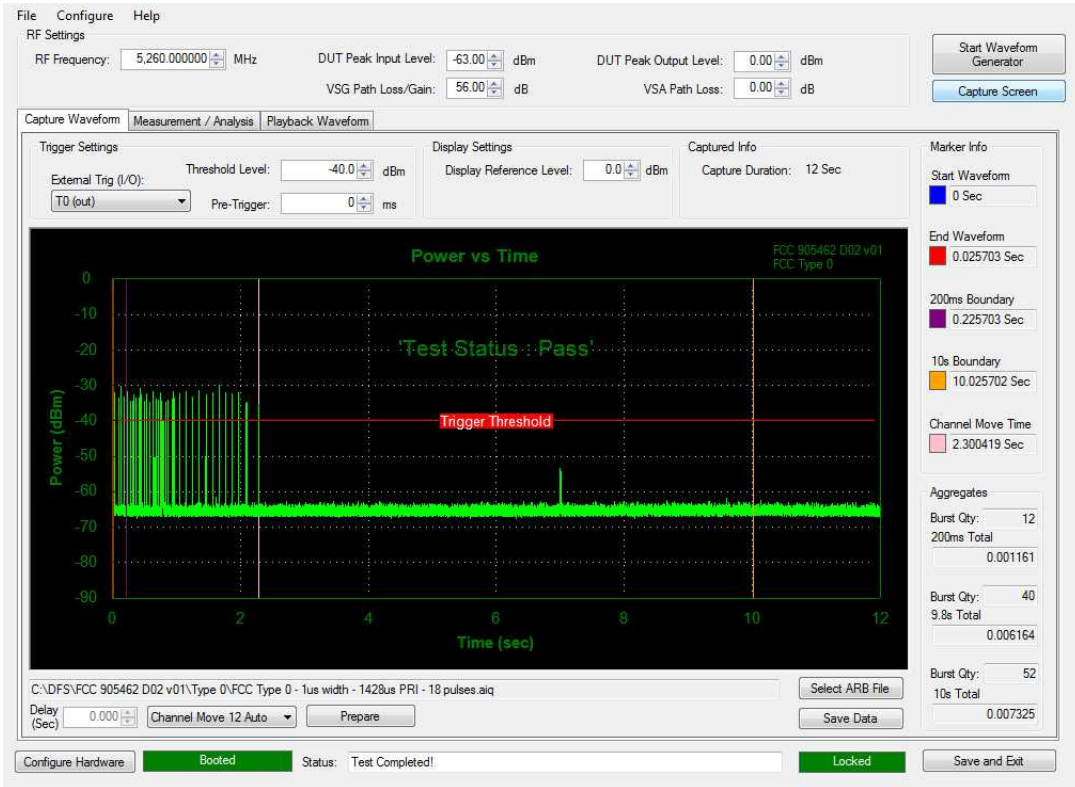 File Configure Help
RF Settings
RF Frequency: 5,260.000000 MHz
DUT Peak Input Level: -63.00 dBm
DUT Peak Output Level: 0.00 dBm
VSG Path Loss/Gain: 56.00 dB
VSA Path Loss: 0.00 dB
Start Waveform
Generator
Capture Screen
Capture Waveform Measurement / Analysis Playback Waveform
Trigger Settings
External Trig (I/O):
T0 (out)
Threshold Level: -40.0 dBm
Pre-Trigger: 0 ms
Display Settings
Display Reference Level: 0.0 dBm
Captured Info
Capture Duration: 12 Sec
Marker Info
Start Waveform
0 Sec
End Waveform
0.025703 Sec
200ms Boundary
0.225703 Sec
10s Boundary
10.025702 Sec
Channel Move Time
2.300419 Sec
Power vs Time
FCC 905462 D02 v01
FCC Type 0
'Test Status : Pass'
Trigger Threshold
Power (dBm)
0
-10
-20
-30
-40
-50
-60
-70
-80
-90
0 2 4 6 8 10 12
Time (sec)
Aggregates
Burst Qty: 12
200ms Total
0.001161
Burst Qty: 40
9.8s Total
0.006164
Burst Qty: 52
10s Total
0.007325
C:\DFS\FCC 905462 D02 v01\Type 0\FCC Type 0 - 1us width - 1428us PRI - 18 pulses.aiq
Select ARB File
Delay
(Sec)
0.000
Channel Move 12 Auto
Prepare
Save Data
Configure Hardware
Booted
Status: Test Completed!
Locked
Save and Exit